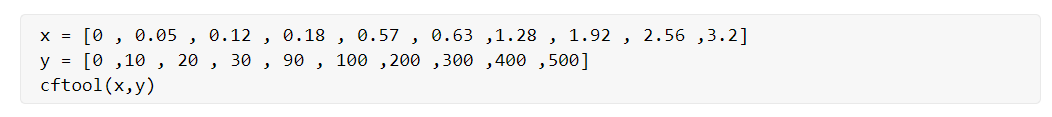 x = [0 , 0.05 , 0.12 , 0.18 , 0.57 , 0.63 ,1.28 , 1.92 , 2.56 ,3.2]
y = [0 ,10 , 20 , 30 , 90 , 100 ,200 ,300 ,400 ,500]
cftool(x,y)